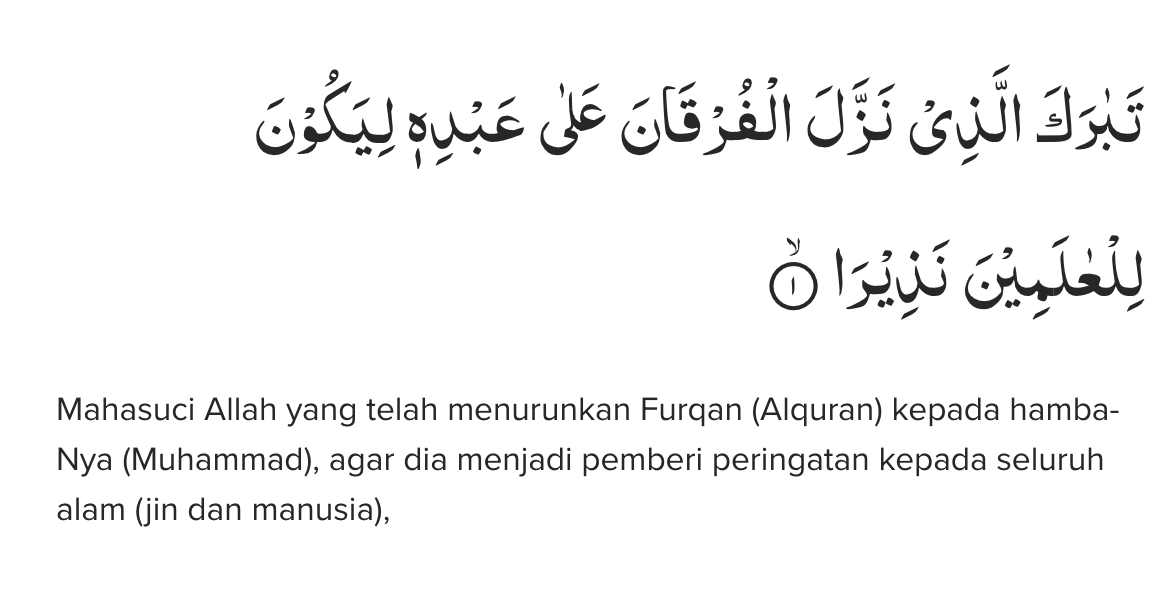 تَبٰرَكَ الَّذِيْ نَزَّلَ الْفُرْقَانَ عَلٰى عَبْدِهٖ لِيَكُوْنَ
لِلْعٰلَمِيْنَ نَذِيْرَا ۙ ١
Mahasuci Allah yang telah menurunkan Furqan (Alquran) kepada hamba-
Nya (Muhammad), agar dia menjadi pemberi peringatan kepada seluruh
alam (jin dan manusia),